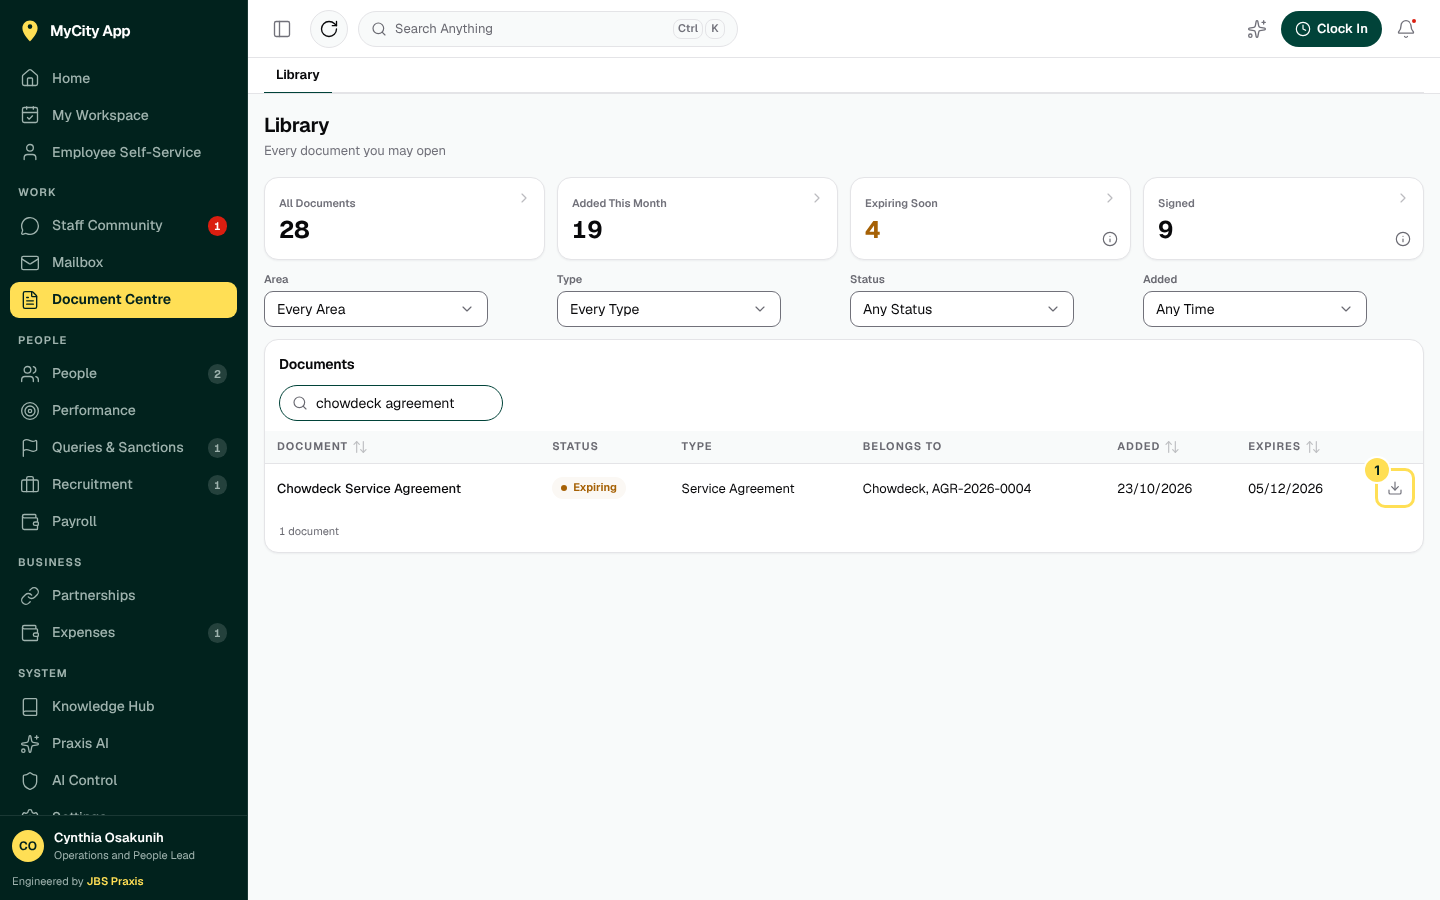 MyCity App
Home
My Workspace
Employee Self-Service
WORK
Staff Community 1
Mailbox
Document Centre
PEOPLE
People 2
Performance
Queries & Sanctions 1
Recruitment 1
Payroll
BUSINESS
Partnerships
Expenses 1
SYSTEM
Knowledge Hub
Praxis AI
AI Control
CO
Cynthia Osakunih
Operations and People Lead
Engineered by JBS Praxis
Search Anything Ctrl K
Clock In
Library
Library
Every document you may open
All Documents
28
Added This Month
19
Expiring Soon
4
Signed
9
Area
Every Area
Type
Every Type
Status
Any Status
Added
Any Time
Documents
chowdeck agreement
DOCUMENT STATUS TYPE BELONGS TO ADDED EXPIRES
1
Chowdeck Service Agreement Expiring Service Agreement Chowdeck, AGR-2026-0004 23/10/2026 05/12/2026
1 document